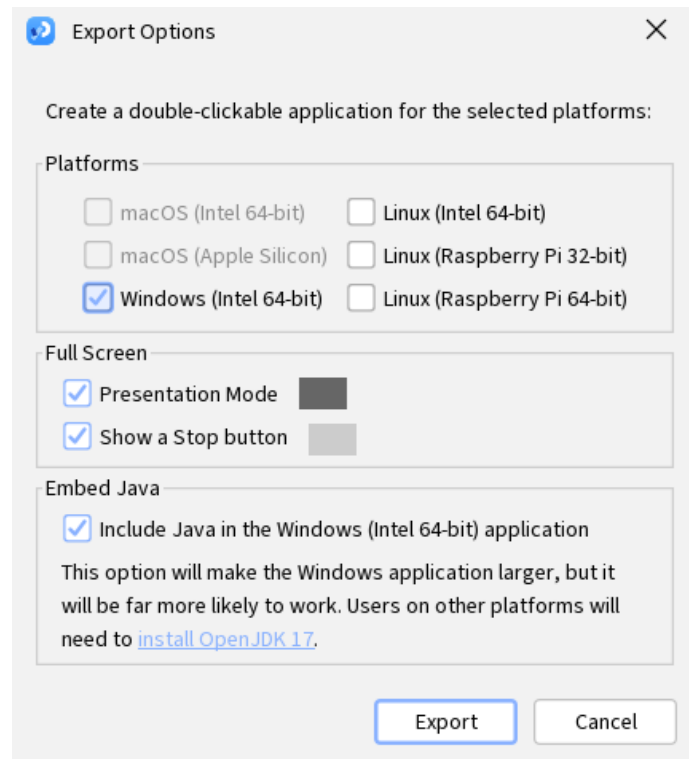 Export Options
Create a double-clickable application for the selected platforms:
Platforms
macOS (Intel 64-bit)
Linux (Intel 64-bit)
macOS (Apple Silicon)
Linux (Raspberry Pi 32-bit)
Windows (Intel 64-bit)
Linux (Raspberry Pi 64-bit)
Full Screen
Presentation Mode
Show a Stop button
Embed Java
Include Java in the Windows (Intel 64-bit) application
This option will make the Windows application larger, but it
will be far more likely to work. Users on other platforms will
need to install OpenJDK 17.
Export
Cancel